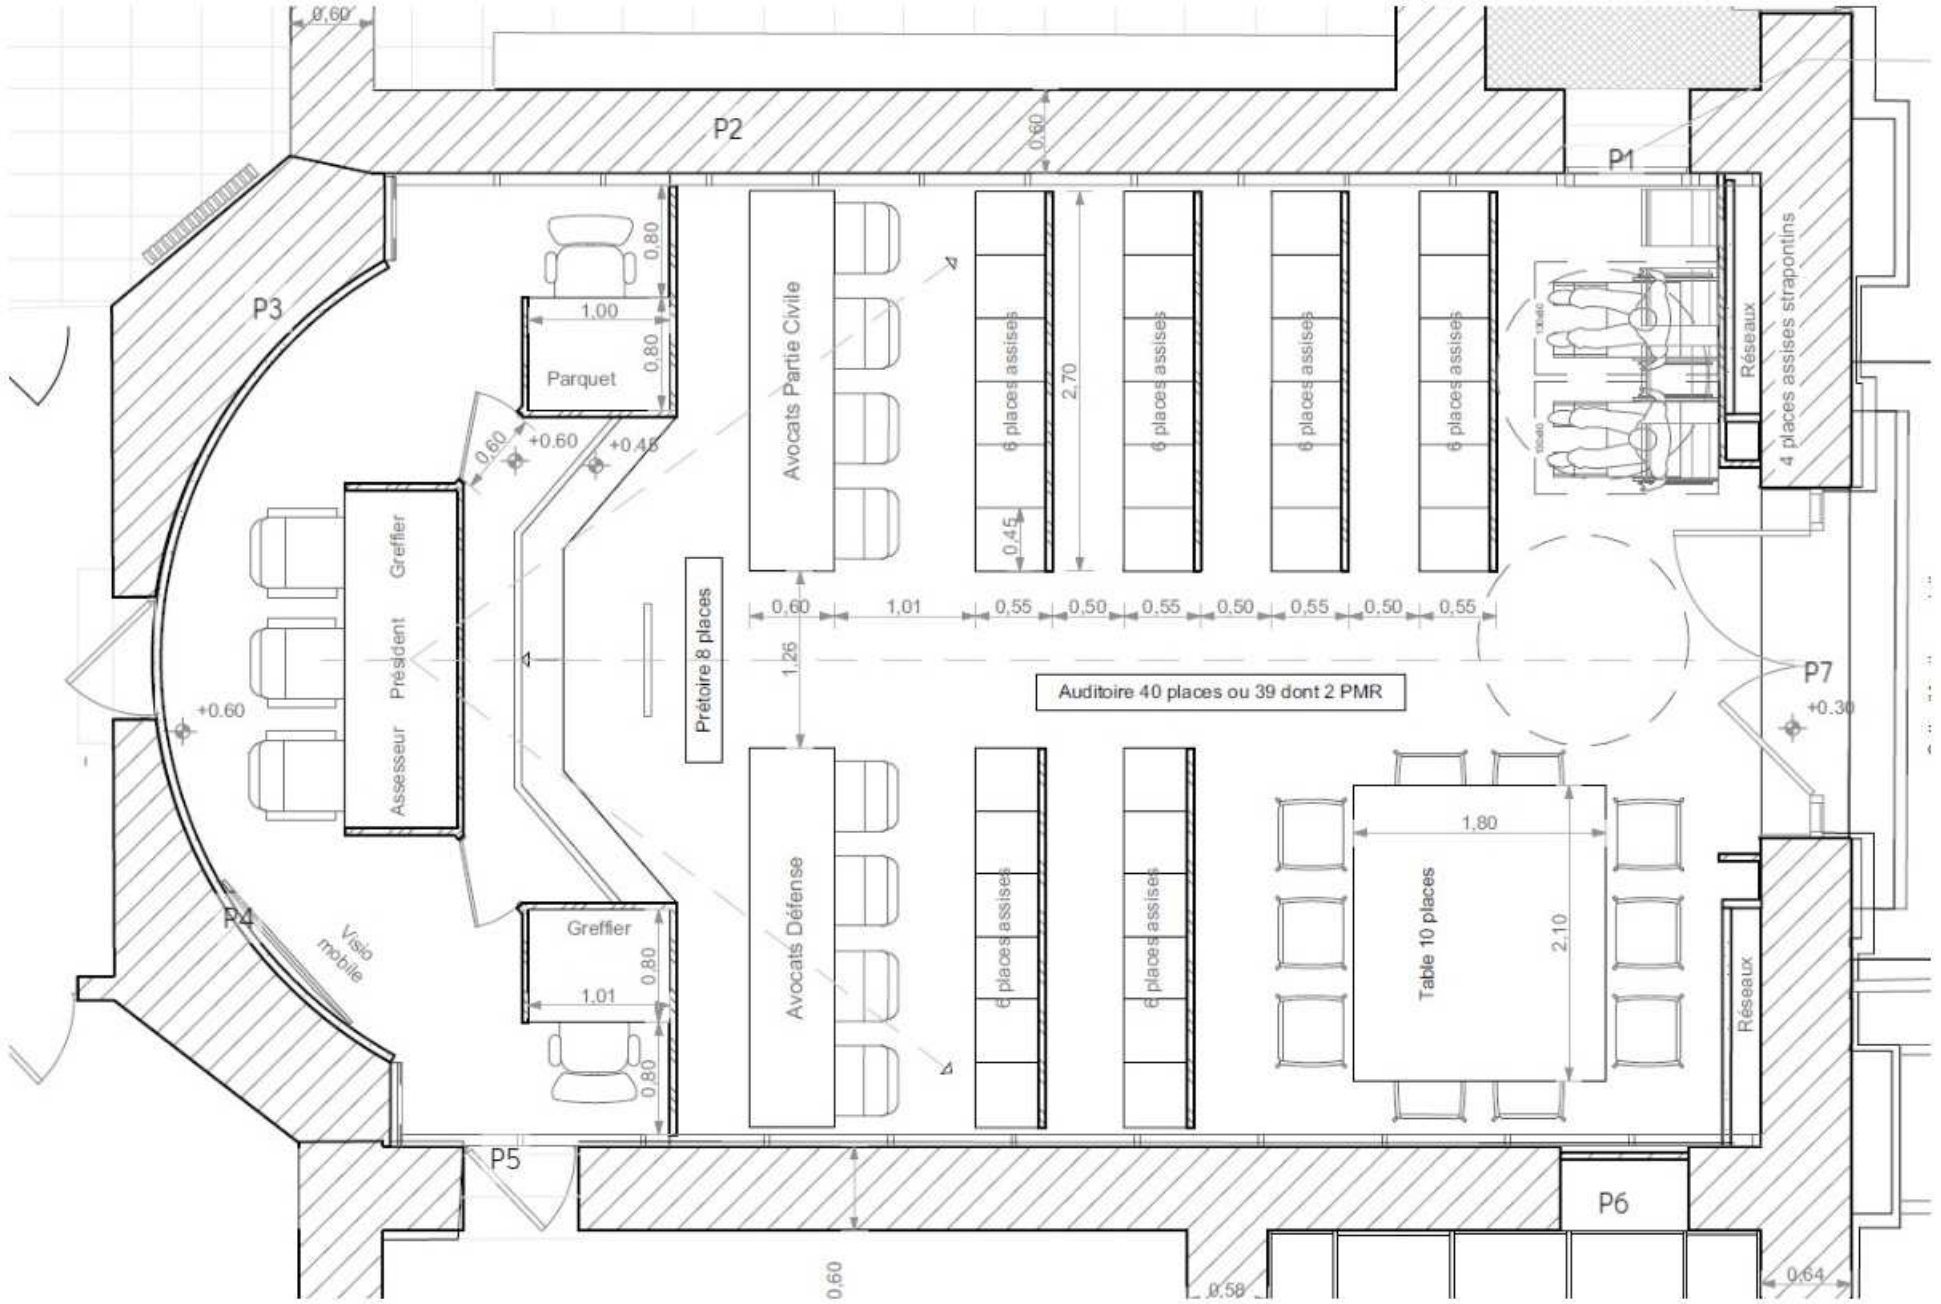 0,60
P2
0,60
P1
P3
0,80
1,00
0,80
Parquet
0,60
+0.60
+0.45
Avocats Partie Civile
6 places assises
6 places assises
6 places assises
6 places assises
2,70
0,45
130x80
130x80
Réseaux
4 places assises strapontins
Greffier
Président
Assesseur
Prétoire 8 places
0,60
1,01
0,55
0,50
0,55
0,50
0,55
0,50
0,55
1,26
Auditoire 40 places ou 39 dont 2 PMR
P7
+0.30
+0.60
P4
Visio
mobile
Greffier
0,80
1,01
0,80
Avocats Défense
6 places assises
6 places assises
1,80
Table 10 places
2,10
Réseaux
P5
P6
0,60
0,58
0,64